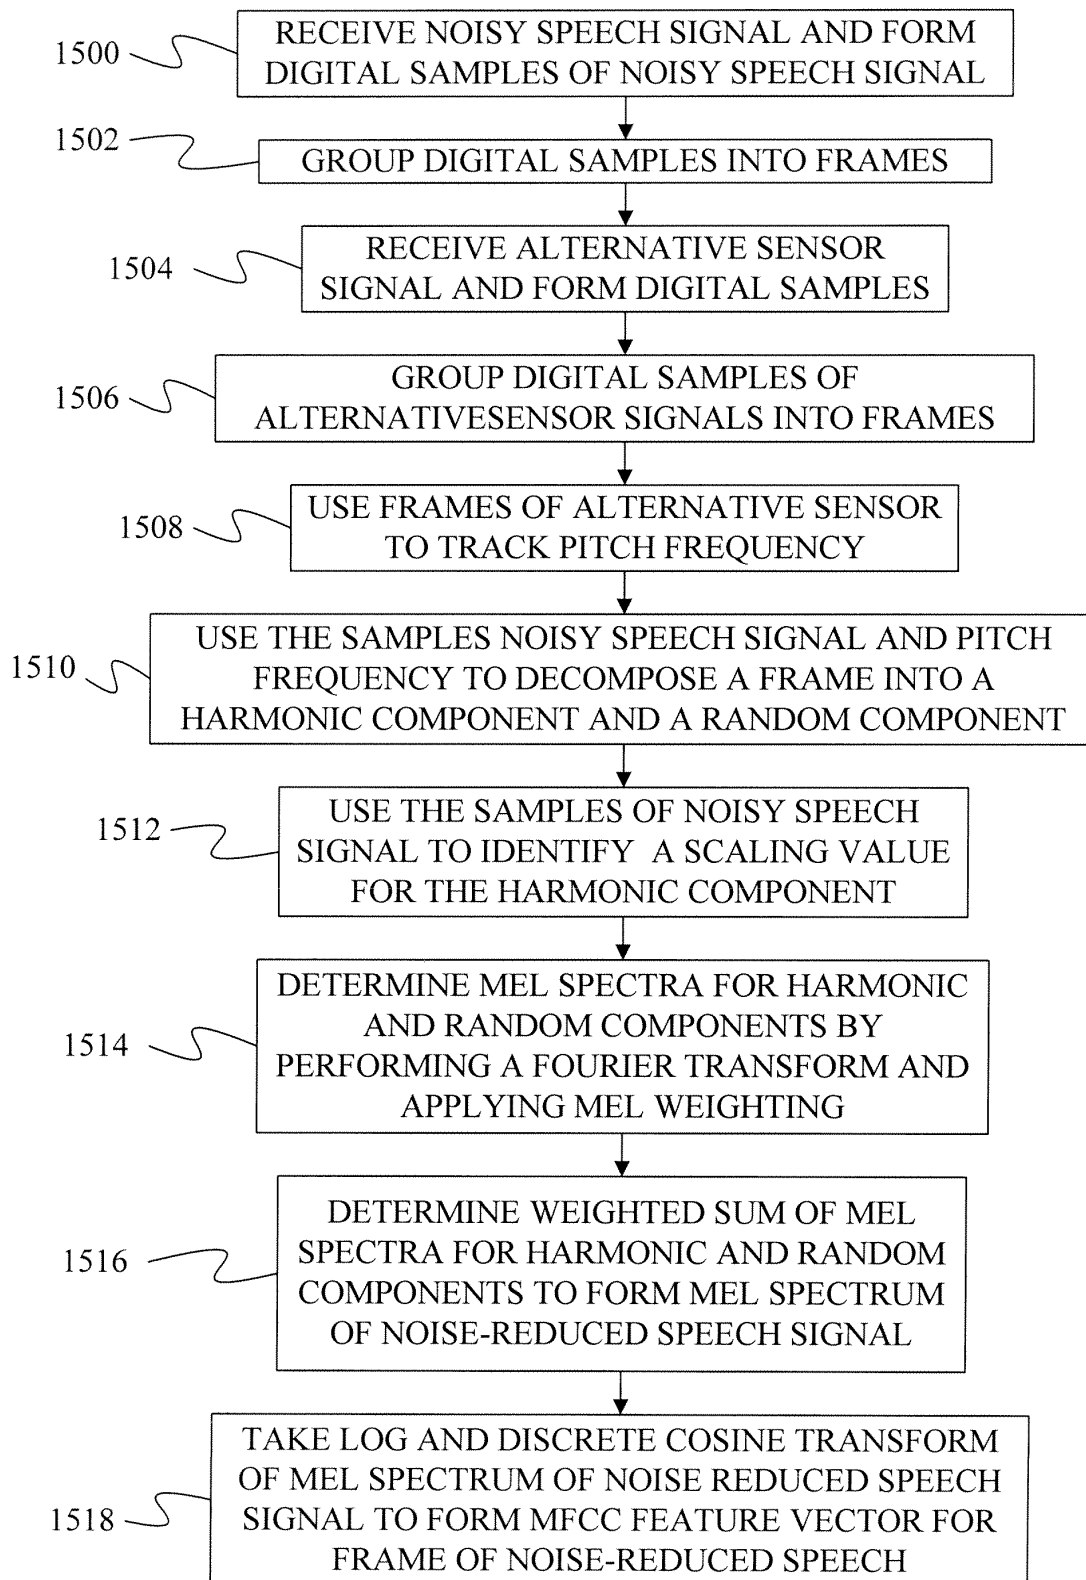 1500
RECEIVE NOISY SPEECH SIGNAL AND FORM
DIGITAL SAMPLES OF NOISY SPEECH SIGNAL
1502
GROUP DIGITAL SAMPLES INTO FRAMES
1504
RECEIVE ALTERNATIVE SENSOR
SIGNAL AND FORM DIGITAL SAMPLES
1506
GROUP DIGITAL SAMPLES OF
ALTERNATIVESENSOR SIGNALS INTO FRAMES
1508
USE FRAMES OF ALTERNATIVE SENSOR
TO TRACK PITCH FREQUENCY
1510
USE THE SAMPLES NOISY SPEECH SIGNAL AND PITCH
FREQUENCY TO DECOMPOSE A FRAME INTO A
HARMONIC COMPONENT AND A RANDOM COMPONENT
1512
USE THE SAMPLES OF NOISY SPEECH
SIGNAL TO IDENTIFY A SCALING VALUE
FOR THE HARMONIC COMPONENT
1514
DETERMINE MEL SPECTRA FOR HARMONIC
AND RANDOM COMPONENTS BY
PERFORMING A FOURIER TRANSFORM AND
APPLYING MEL WEIGHTING
1516
DETERMINE WEIGHTED SUM OF MEL
SPECTRA FOR HARMONIC AND RANDOM
COMPONENTS TO FORM MEL SPECTRUM
OF NOISE-REDUCED SPEECH SIGNAL
1518
TAKE LOG AND DISCRETE COSINE TRANSFORM
OF MEL SPECTRUM OF NOISE REDUCED SPEECH
SIGNAL TO FORM MFCC FEATURE VECTOR FOR
FRAME OF NOISE-REDUCED SPEECH